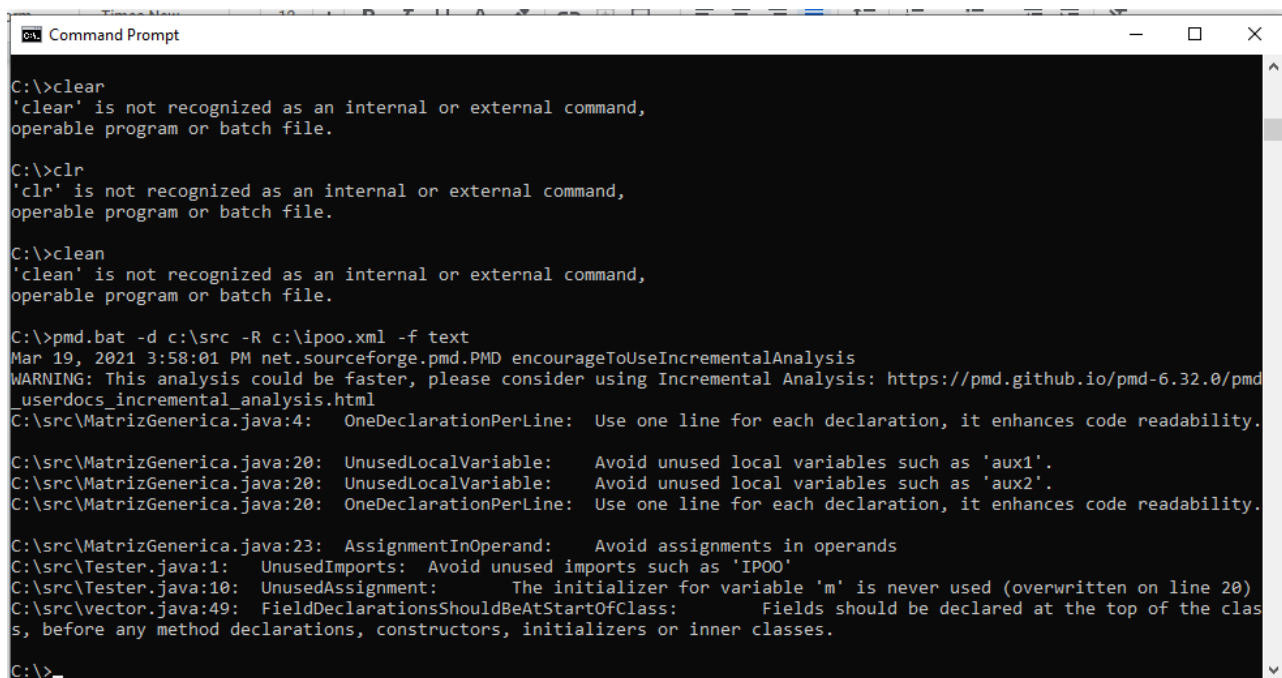 Command Prompt
C:\>clear
'clear' is not recognized as an internal or external command,
operable program or batch file.
C:\>clr
'clr' is not recognized as an internal or external command,
operable program or batch file.
C:\>clean
'clean' is not recognized as an internal or external command,
operable program or batch file.
C:\>pmd.bat -d c:\src -R c:\ipoo.xml -f text
Mar 19, 2021 3:58:01 PM net.sourceforge.pmd.PMD encourageToUseIncrementalAnalysis
WARNING: This analysis could be faster, please consider using Incremental Analysis: https://pmd.github.io/pmd-6.32.0/pmd
_userdocs_incremental_analysis.html
C:\src\MatrizGenerica.java:4:   OneDeclarationPerLine:  Use one line for each declaration, it enhances code readability.
C:\src\MatrizGenerica.java:20:  UnusedLocalVariable:    Avoid unused local variables such as 'aux1'.
C:\src\MatrizGenerica.java:20:  UnusedLocalVariable:    Avoid unused local variables such as 'aux2'.
C:\src\MatrizGenerica.java:20:  OneDeclarationPerLine:  Use one line for each declaration, it enhances code readability.
C:\src\MatrizGenerica.java:23:  AssignmentInOperand:    Avoid assignments in operands
C:\src\Tester.java:1:   UnusedImports:  Avoid unused imports such as 'IPOO'
C:\src\Tester.java:10:  UnusedAssignment:       The initializer for variable 'm' is never used (overwritten on line 20)
C:\src\vector.java:49:  FieldDeclarationsShouldBeAtStartOfClass:        Fields should be declared at the top of the clas
s, before any method declarations, constructors, initializers or inner classes.
C:\>